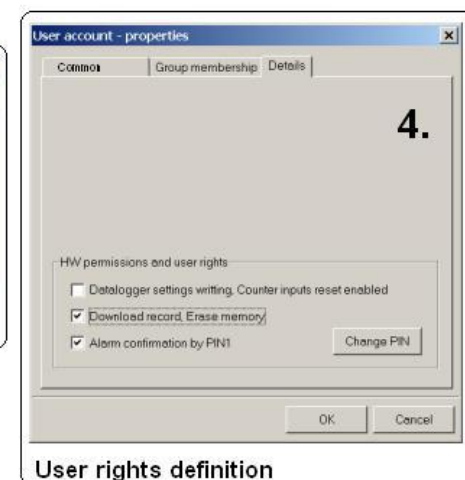 User account - properties
Common Group membership Details
4.
HW permissions and user rights
Datalogger settings writting, Counter inputs reset enabled
Download record, Erase memory
Alarm confirmation by PIN1
Change PIN
OK Cancel
User rights definition